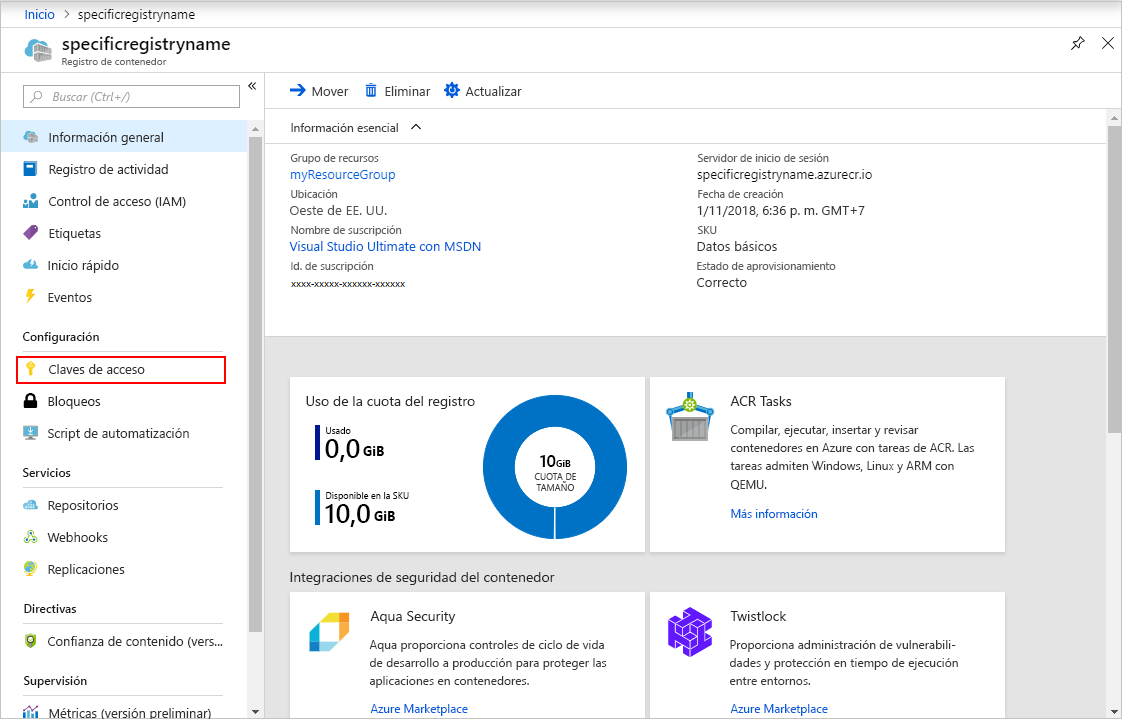 Inicio > specificregistryname
specificregistryname
Registro de contenedor
Buscar (Ctrl+/)
«
Información general
Registro de actividad
Control de acceso (IAM)
Etiquetas
Inicio rápido
Eventos
Configuración
Claves de acceso
Bloqueos
Script de automatización
Servicios
Repositorios
Webhooks
Replicaciones
Directivas
Confianza de contenido (vers...
Supervisión
Métricas (versión preliminar)
Mover Eliminar Actualizar
Información esencial
Grupo de recursos
myResourceGroup
Ubicación
Oeste de EE. UU.
Nombre de suscripción
Visual Studio Ultimate con MSDN
Id. de suscripción
xxxx-xxxxx-xxxxxx-xxxxxx
Servidor de inicio de sesión
specificregistryname.azurecr.io
Fecha de creación
1/11/2018, 6:36 p. m. GMT+7
SKU
Datos básicos
Estado de aprovisionamiento
Correcto
Uso de la cuota del registro
Usado
0,0 GiB
Disponible en la SKU
10,0 GiB
10GiB
CUOTA DE
TAMAÑO
ACR Tasks
Compilar, ejecutar, insertar y revisar
contenedores en Azure con tareas de ACR. Las
tareas admiten Windows, Linux y ARM con
QEMU.
Más información
Integraciones de seguridad del contenedor
Aqua Security
Aqua proporciona controles de ciclo de vida
de desarrollo a producción para proteger las
aplicaciones en contenedores.
Azure Marketplace
Twistlock
Proporciona administración de vulnerabili-
dades y protección en tiempo de ejecución
entre entornos.
Azure Marketplace